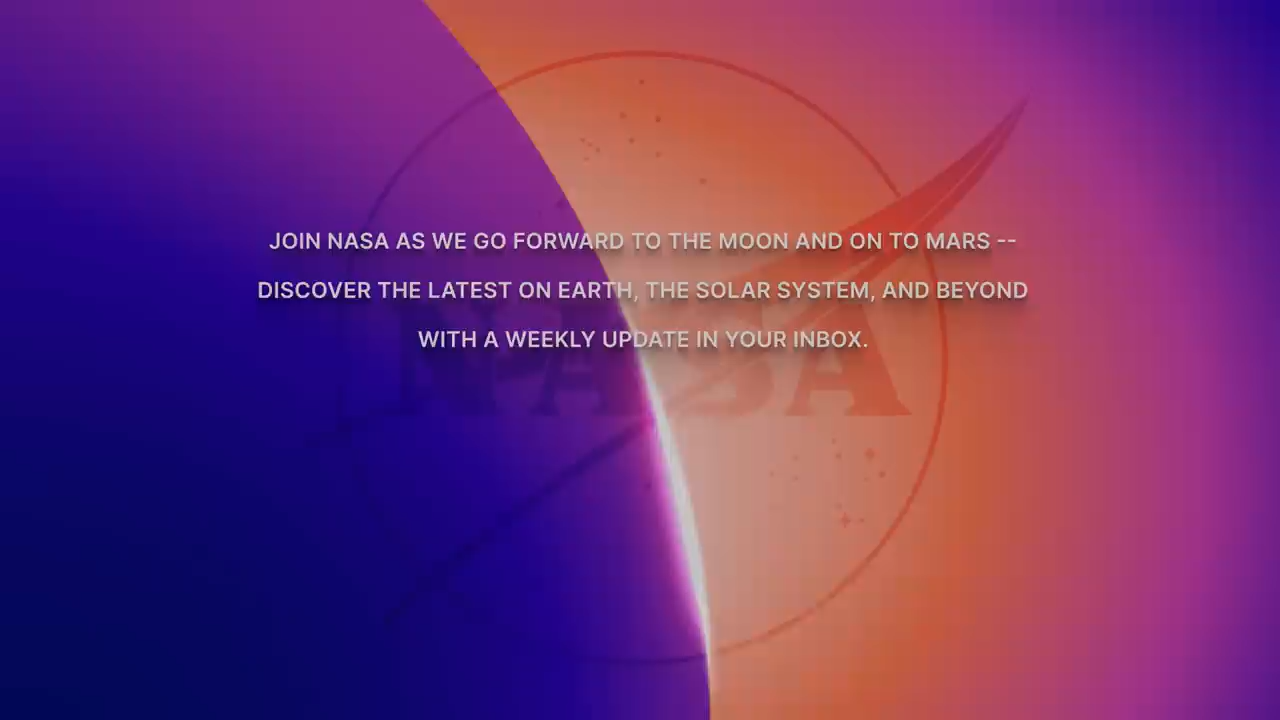 JOIN NASA AS WE GO FORWARD TO THE MOON AND ON TO MARS --
DISCOVER THE LATEST ON EARTH, THE SOLAR SYSTEM, AND BEYOND
WITH A WEEKLY UPDATE IN YOUR INBOX.
NASA